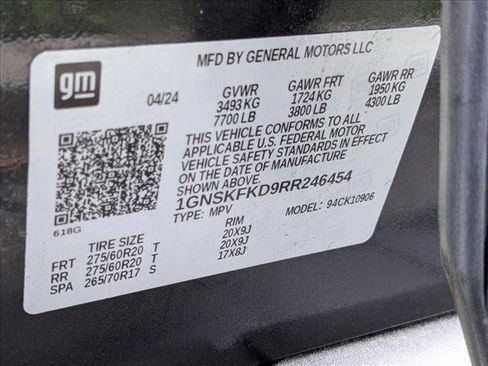 MFD BY GENERAL MOTORS LLC
gm
04/24 GVWR GAWR FRT GAWR RR
3493 KG 1724 KG 1950 KG
7700 LB 3800 LB 4300 LB
THIS VEHICLE CONFORMS TO ALL
APPLICABLE U.S. FEDERAL MOTOR
VEHICLE SAFETY STANDARDS IN EFFECT
ON THE DATE OF MANUFACTURE
SHOWN ABOVE.
1GNSKFKD9RR246454
TYPE: MPV MODEL: 94CK10906
618G
TIRE SIZE RIM
FRT 275/60R20 T 20X9J
RR 275/60R20 T 20X9J
SPA 265/70R17 S 17X8J